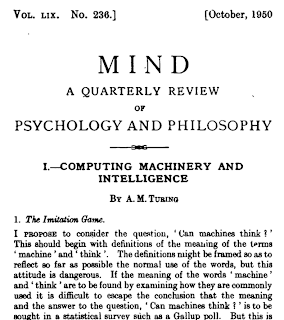 VOL. LIX. No. 236.] [October, 1950
MIND
A QUARTERLY REVIEW
OF
PSYCHOLOGY AND PHILOSOPHY
I.—COMPUTING MACHINERY AND
INTELLIGENCE
BY A. M. TURING
1. The Imitation Game.
I PROPOSE to consider the question, ‘Can machines think?’
This should begin with definitions of the meaning of the terms
‘machine’ and ‘think’. The definitions might be framed so as to
reflect so far as possible the normal use of the words, but this
attitude is dangerous. If the meaning of the words ‘machine’
and ‘think’ are to be found by examining how they are commonly
used it is difficult to escape the conclusion that the meaning
and the answer to the question, ‘Can machines think?’ is to be
sought in a statistical survey such as a Gallup poll. But this is